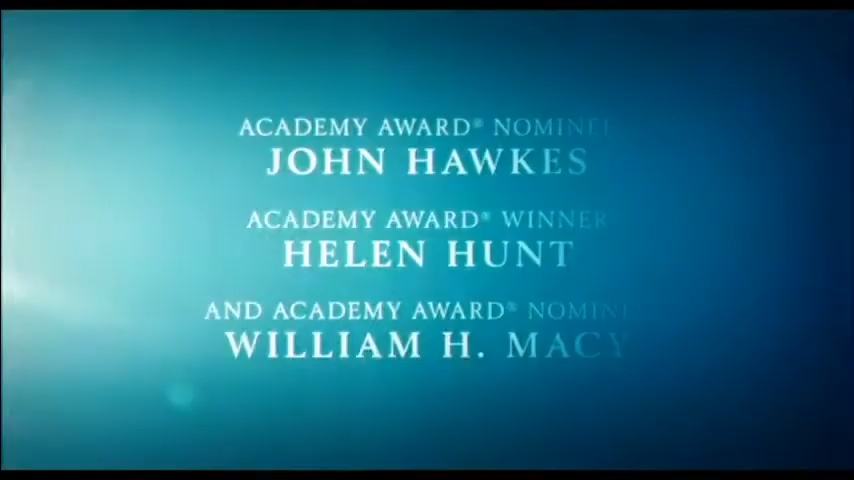 ACADEMY AWARD® NOMINEE
JOHN HAWKES
ACADEMY AWARD® WINNER
HELEN HUNT
AND ACADEMY AWARD® NOMINEE
WILLIAM H. MACY